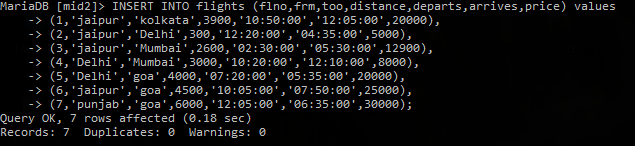 MariaDB [mid2]> INSERT INTO flights (flno,frm,too,distance,departs,arrives,price) values
    -> (1,'jaipur','kolkata',3900,'10:50:00','12:05:00',20000),
    -> (2,'jaipur','Delhi',300,'12:20:00','04:35:00',5000),
    -> (3,'jaipur','Mumbai',2600,'02:30:00','05:30:00',12900),
    -> (4,'Delhi','Mumbai',3000,'10:20:00','12:10:00',8000),
    -> (5,'Delhi','goa',4000,'07:20:00','05:35:00',20000),
    -> (6,'jaipur','goa',4500,'10:05:00','07:50:00',25000),
    -> (7,'punjab','goa',6000,'12:05:00','06:35:00',30000);
Query OK, 7 rows affected (0.18 sec)
Records: 7  Duplicates: 0  Warnings: 0